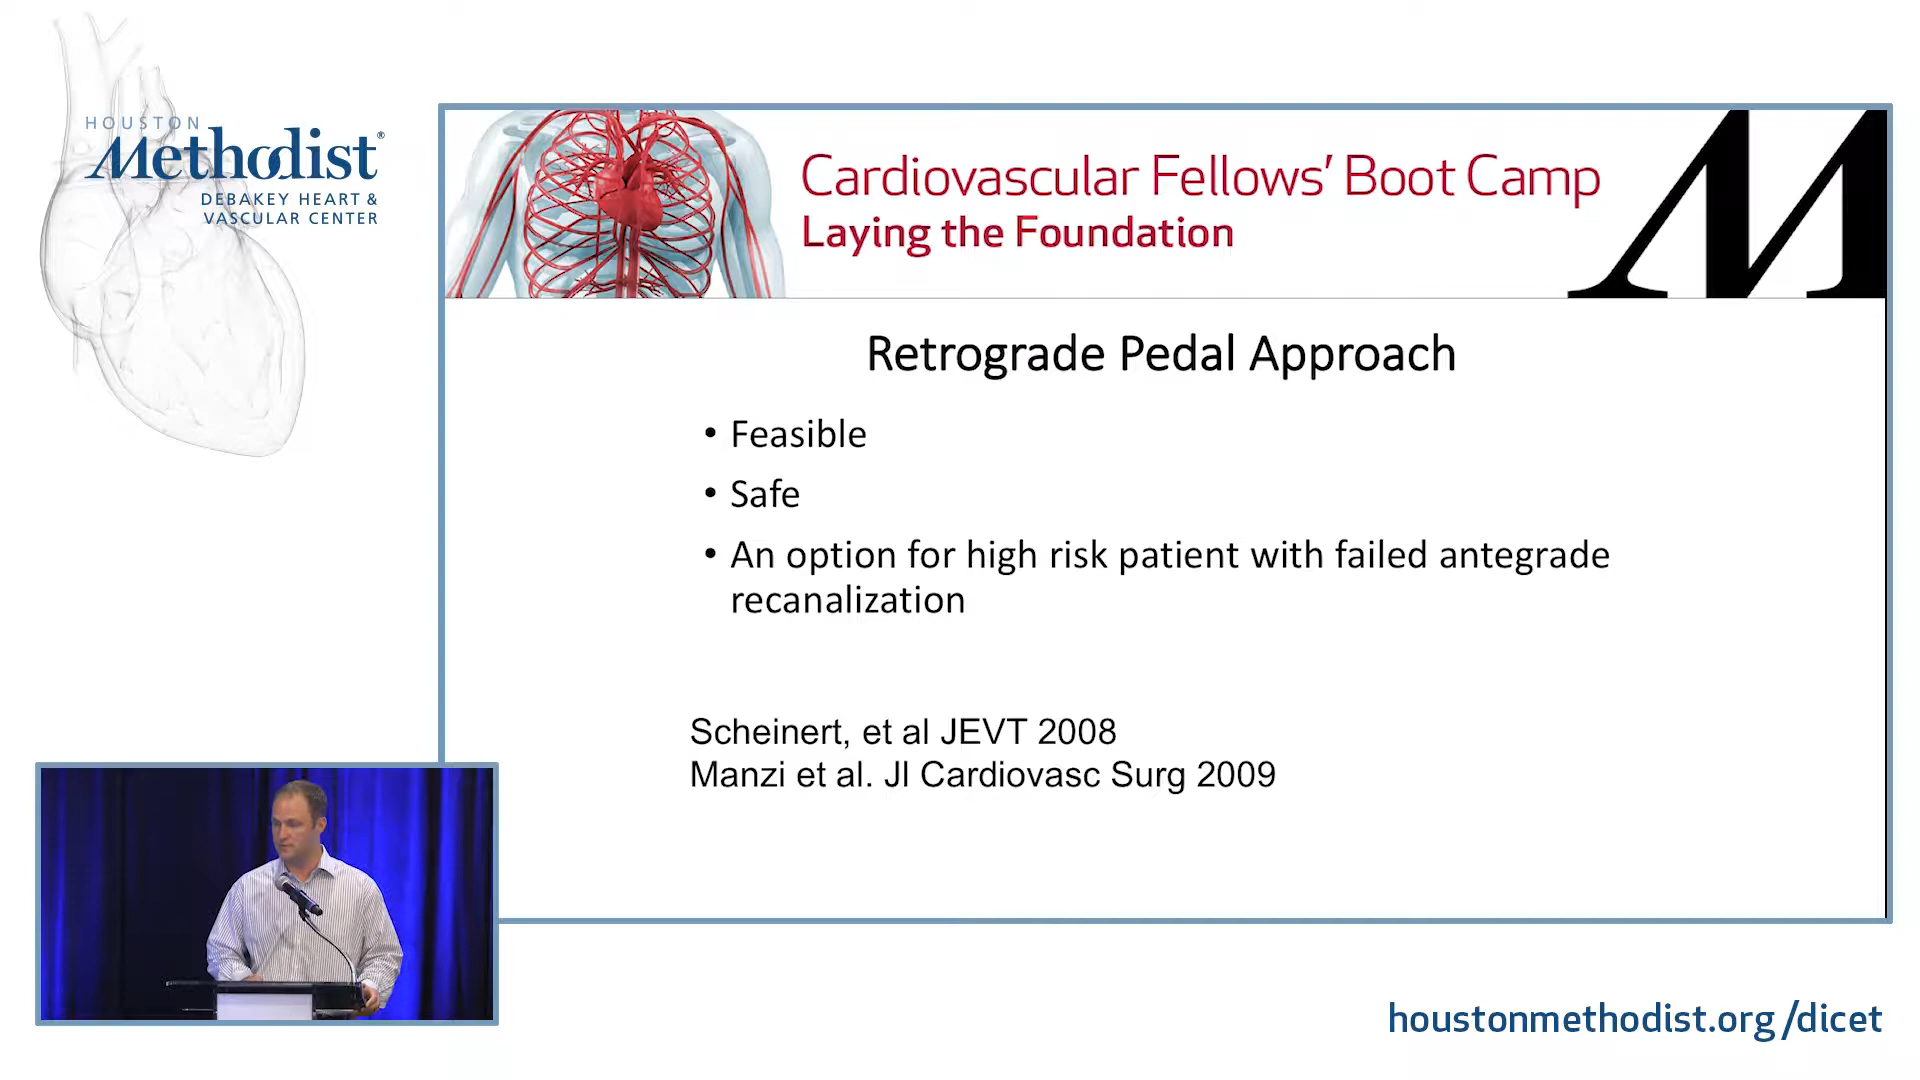 HOUSTON
Methodist®
DEBAKEY HEART &
VASCULAR CENTER
Cardiovascular Fellows' Boot Camp
Laying the Foundation
M
Retrograde Pedal Approach
• Feasible
• Safe
• An option for high risk patient with failed antegrade
recanalization
Scheinert, et al JEVT 2008
Manzi et al. Jl Cardiovasc Surg 2009
houstonmethodist.org/dicet